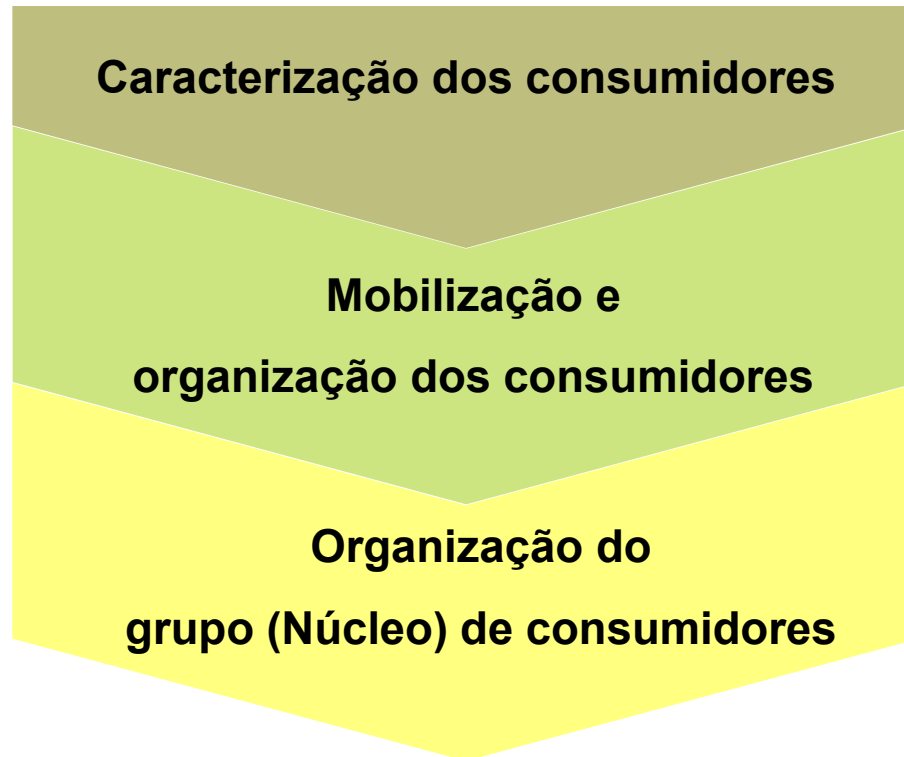 Caracterização dos consumidores
Mobilização e
organização dos consumidores
Organização do
grupo (Núcleo) de consumidores